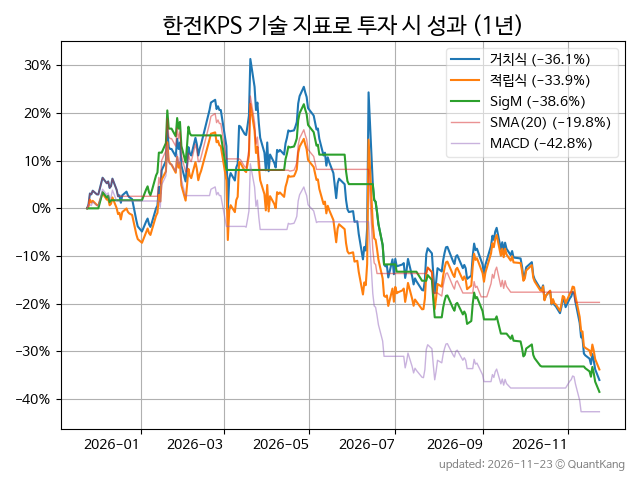 한전KPS 기술 지표로 투자 시 성과 (1년)
거치식 (-36.1%)
적립식 (-33.9%)
SigM (-38.6%)
SMA(20) (-19.8%)
MACD (-42.8%)
30%
20%
10%
0%
-10%
-20%
-30%
-40%
2026-01 2026-03 2026-05 2026-07 2026-09 2026-11
updated: 2026-11-23 © QuantKang